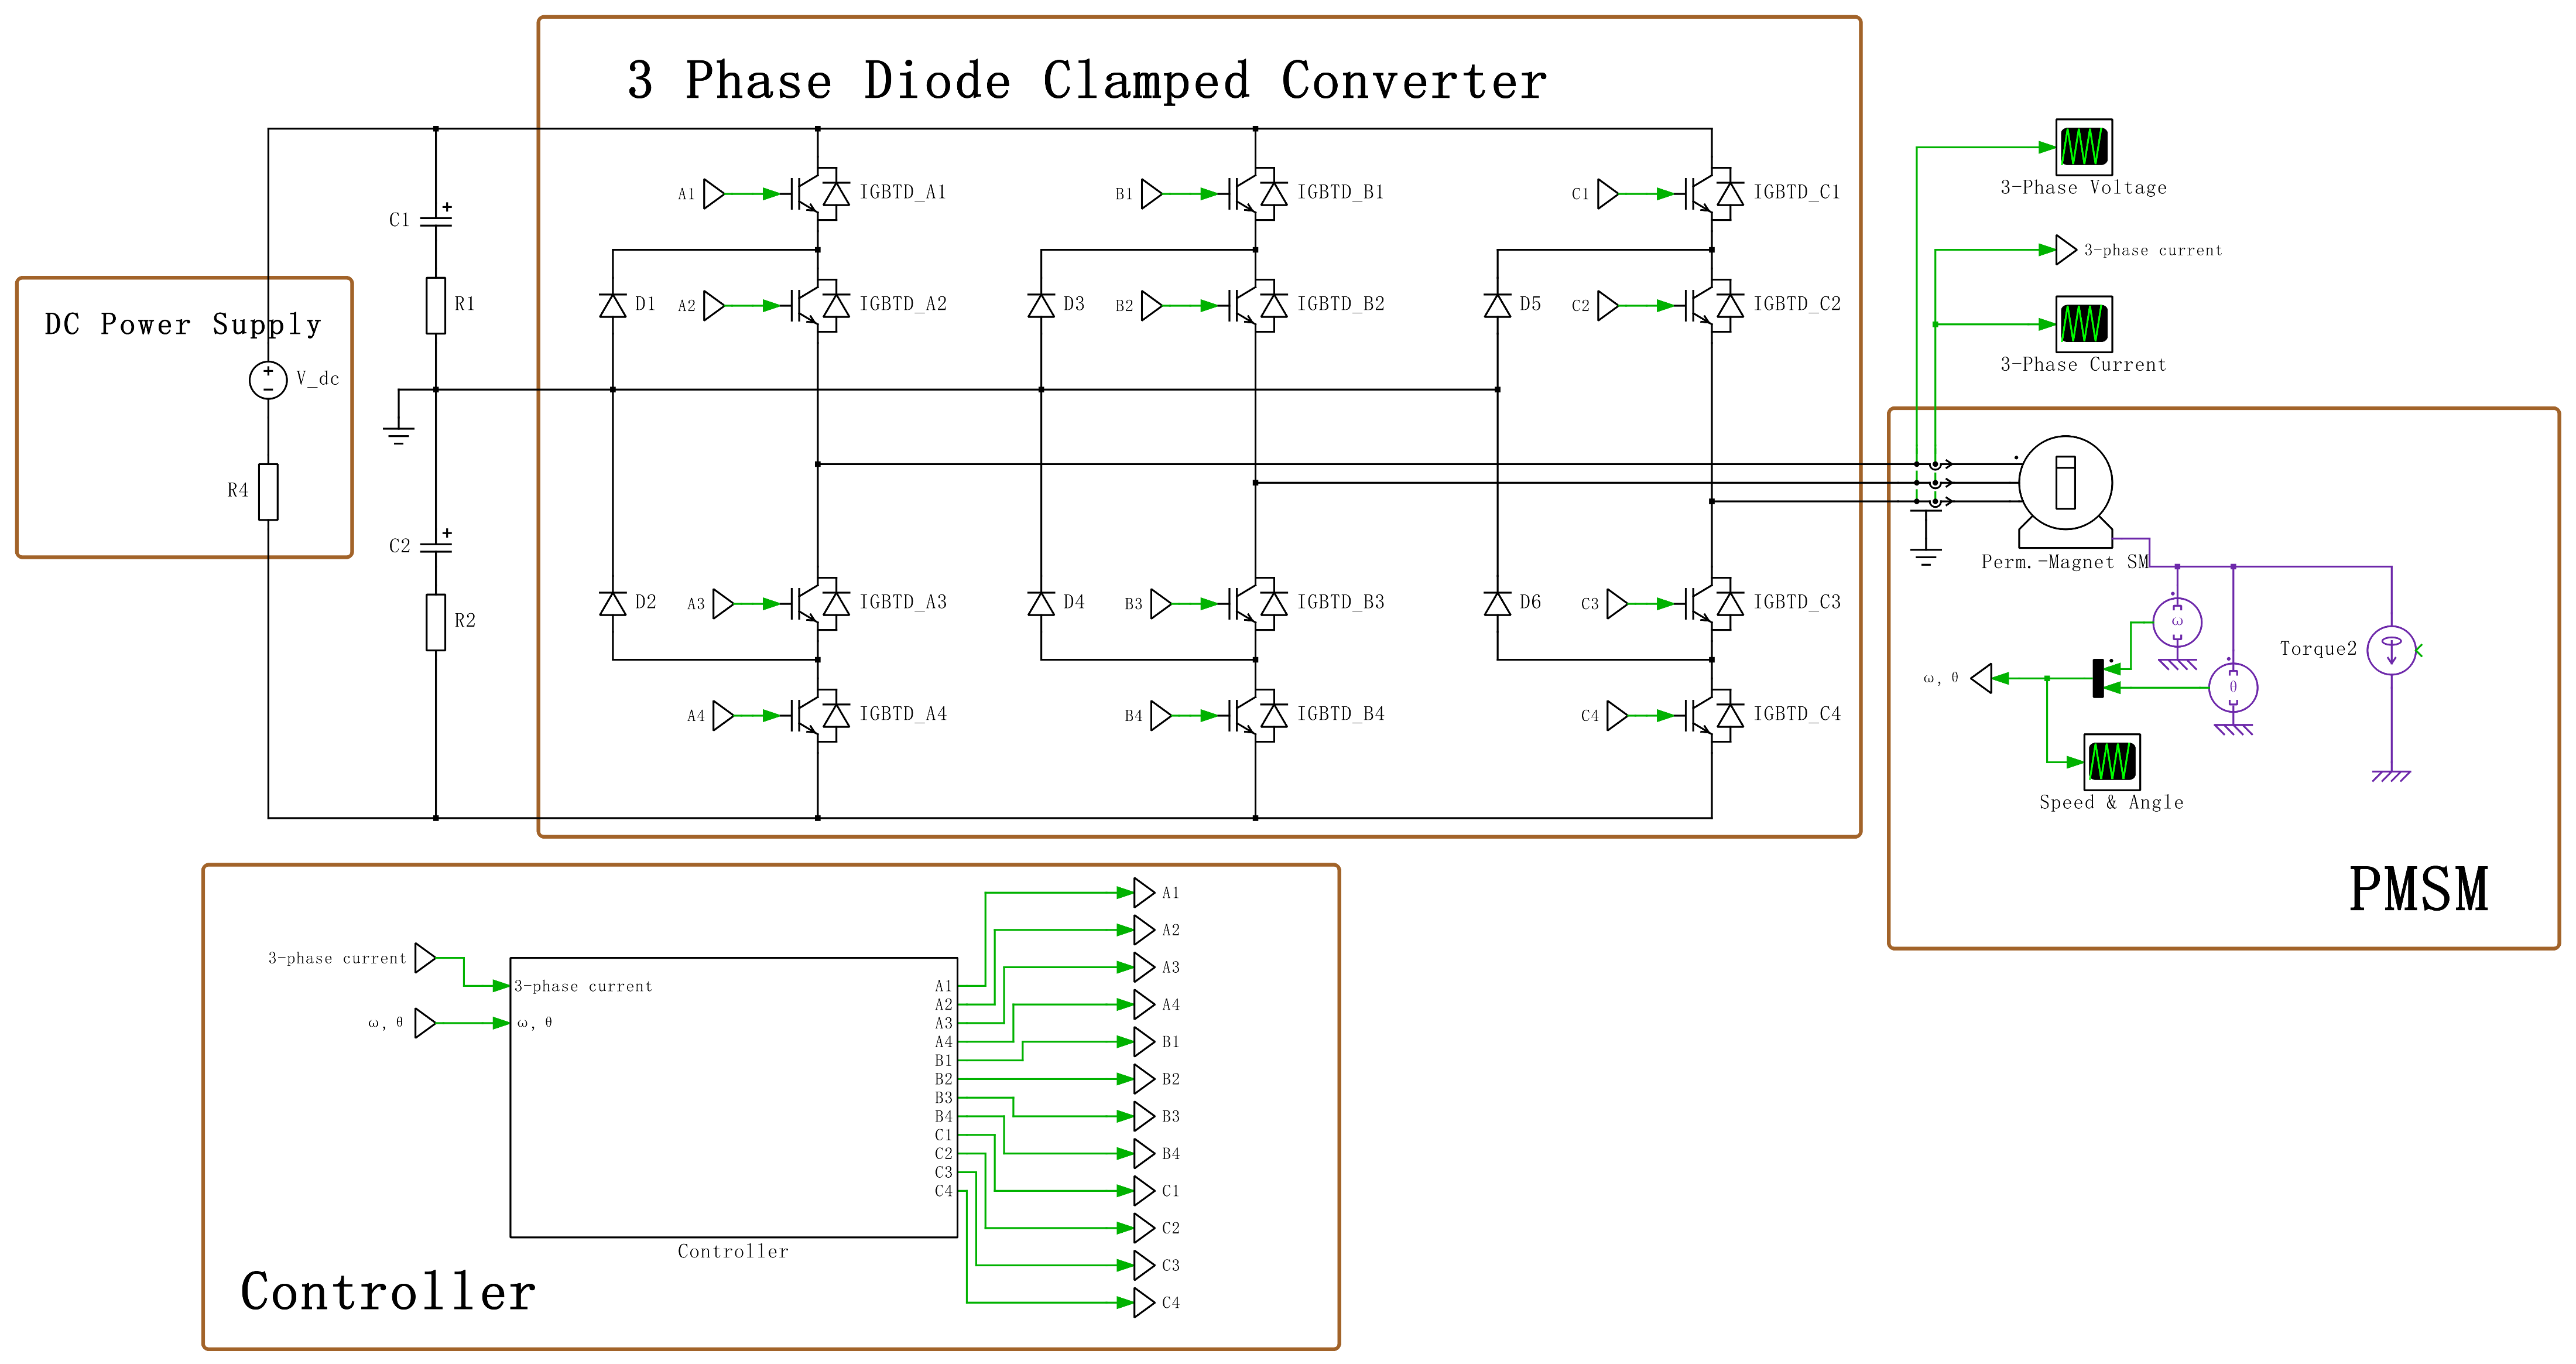 3 Phase Diode Clamped Converter
A1
IGBTD_A1
B1
IGBTD_B1
C1
IGBTD_C1
3-Phase Voltage
C1
+
3-phase current
DC Power Supply
R1
D1
A2
IGBTD_A2
D3
B2
IGBTD_B2
D5
C2
IGBTD_C2
3-Phase Current
+
−
V_dc
R4
C2
+
R2
Perm.-Magnet SM
D2
A3
IGBTD_A3
D4
B3
IGBTD_B3
D6
C3
IGBTD_C3
ω
Torque2
ω, θ
θ
A4
IGBTD_A4
B4
IGBTD_B4
C4
IGBTD_C4
Speed & Angle
PMSM
3-phase current
ω, θ
3-phase current
ω, θ
A1
A2
A3
A4
B1
B2
B3
B4
C1
C2
C3
C4
A1
A2
A3
A4
B1
B2
B3
B4
C1
C2
C3
C4
Controller
Controller